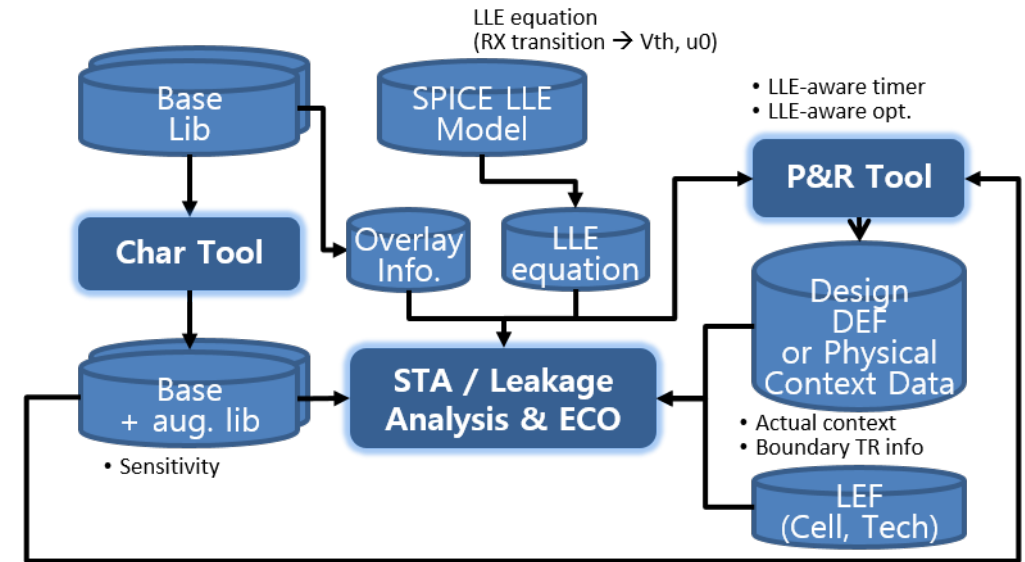 LLE equation
(RX transition → Vth, u0)
Base
Lib
SPICE LLE
Model
• LLE-aware timer
• LLE-aware opt.
P&R Tool
Char Tool
Overlay
Info.
LLE
equation
Design
DEF
or Physical
Context Data
Base
+ aug. lib
STA / Leakage
Analysis & ECO
• Actual context
• Boundary TR info
• Sensitivity
LEF
(Cell, Tech)